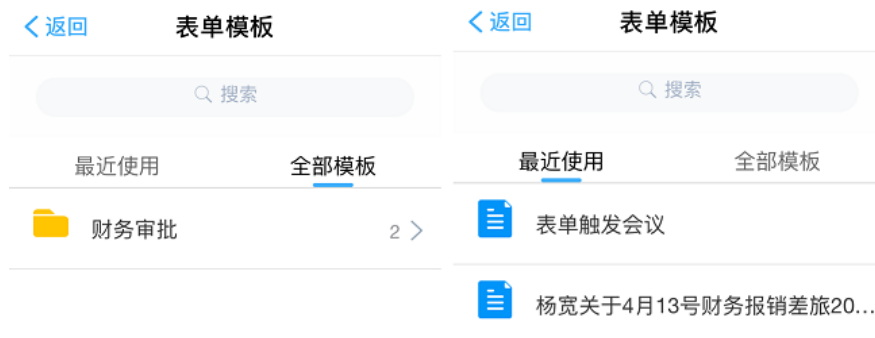 返回
表单模板
搜索
最近使用 全部模板
财务审批 2
返回
表单模板
搜索
最近使用 全部模板
表单触发会议
杨宽关于4月13号财务报销差旅20...